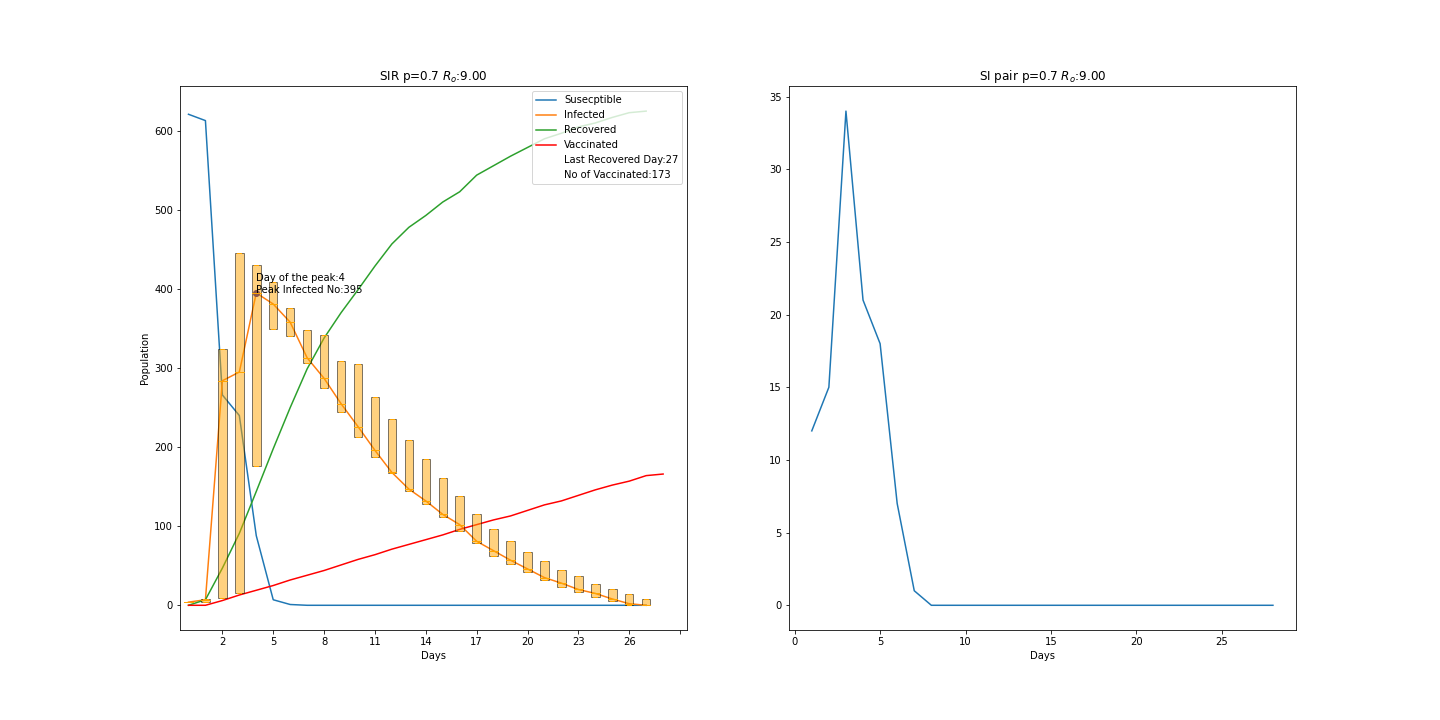 SIR p=0.7 Rₒ:9.00
Susecptible
Infected
Recovered
Vaccinated
Last Recovered Day:27
No of Vaccinated:173
Day of the peak:4
Peak Infected No:395
600
500
400
300
200
100
0
Population
2 5 8 11 14 17 20 23 26
Days
SI pair p=0.7 Rₒ:9.00
35
30
25
20
15
10
5
0
0 5 10 15 20 25
Days